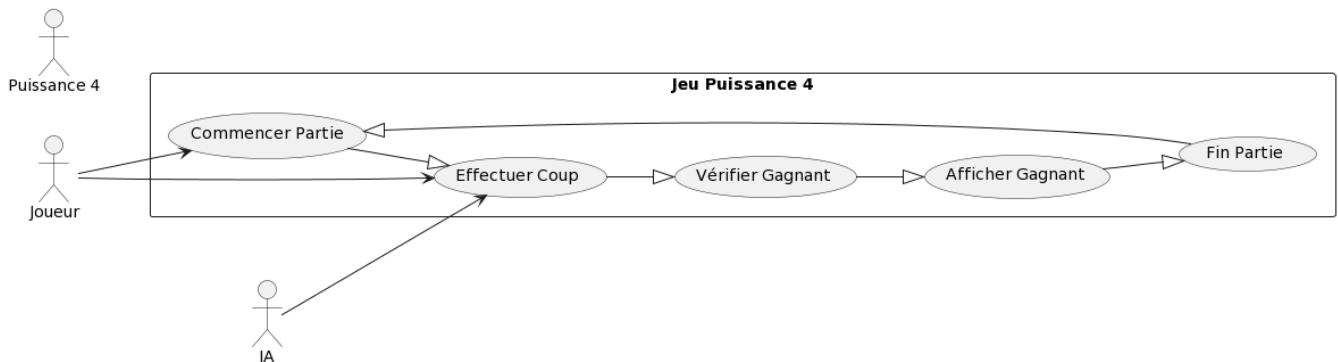 Puissance 4
Jeu Puissance 4
Commencer Partie
Fin Partie
Effectuer Coup
Vérifier Gagnant
Afficher Gagnant
Joueur
IA